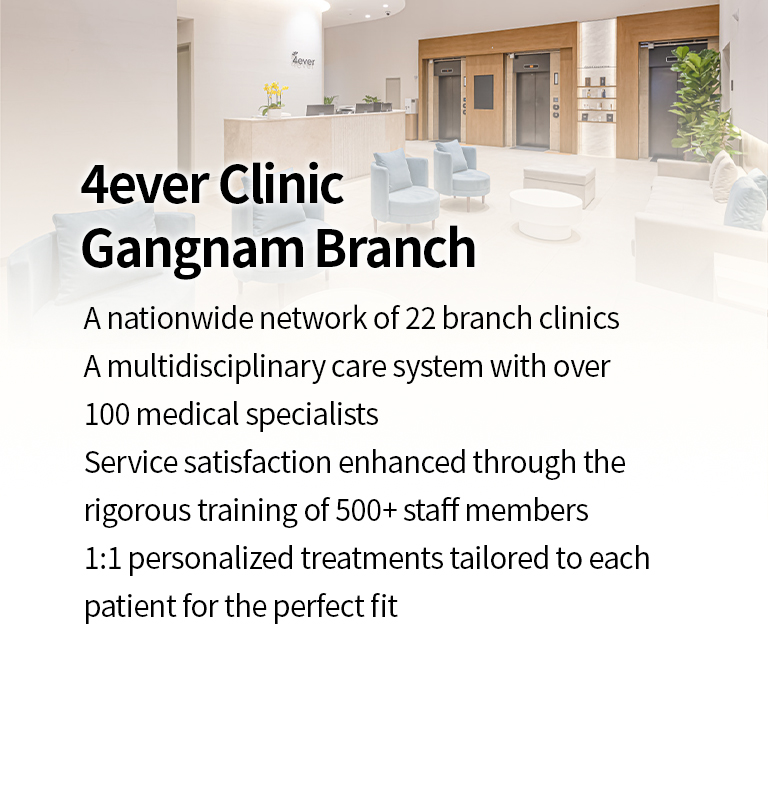 4ever
4ever Clinic
Gangnam Branch
A nationwide network of 22 branch clinics
A multidisciplinary care system with over
100 medical specialists
Service satisfaction enhanced through the
rigorous training of 500+ staff members
1:1 personalized treatments tailored to each
patient for the perfect fit